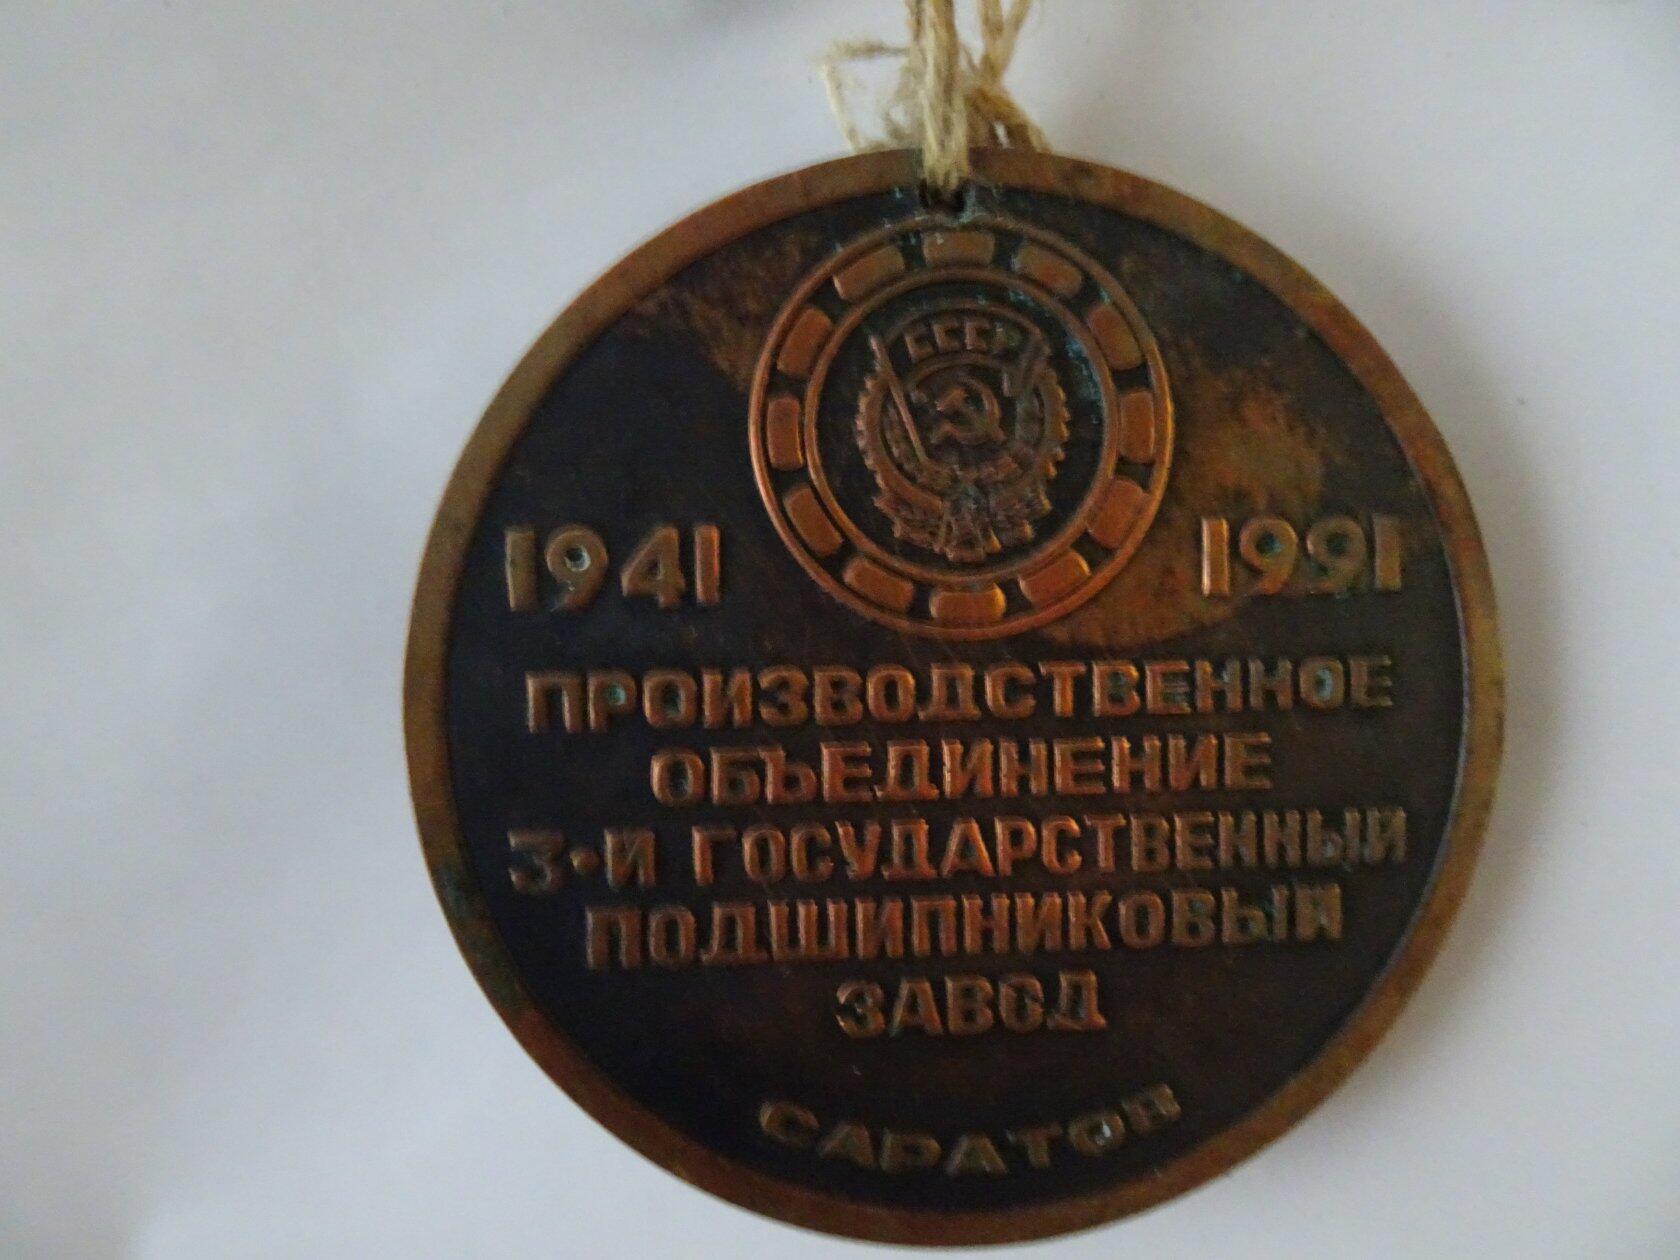 СССР
1941 1991
ПРОИЗВОДСТВЕННОЕ
ОБЪЕДИНЕНИЕ
3-Й ГОСУДАРСТВЕННЫЙ
ПОДШИПНИКОВЫЙ
ЗАВОД
САРАТОВ